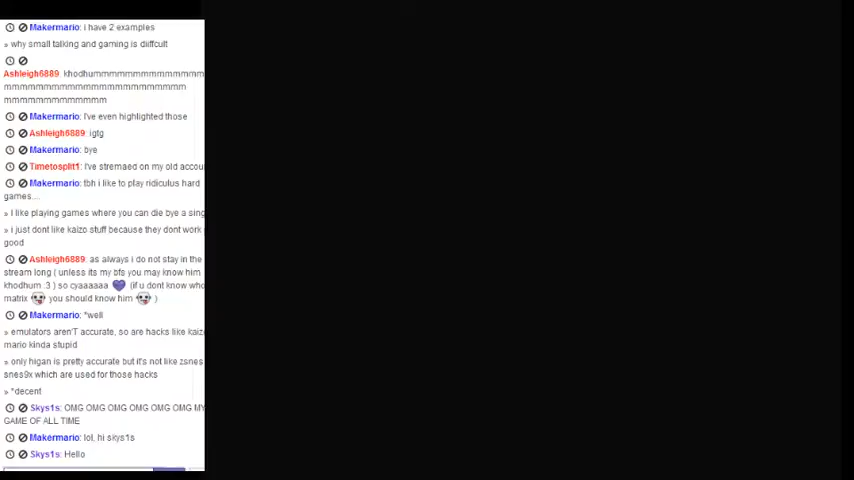 Makermario: i have 2 examples
» why small talking and gaming is diiffcult
Ashleigh6889: khodhummmmmmmmmmmmmmm
mmmmmmmmmmmmmmmmmmmmmmmm
mmmmmmmmmmmmm
Makermario: I've even highlighted those
Ashleigh6889: igtg
Makermario: bye
Timetosplit1: I've stremaed on my old accou
Makermario: tbh i like to play ridiculus hard
games...
» I like playing games where you can die bye a sing
» i just dont like kaizo stuff because they dont work
good
Ashleigh6889: as always i do not stay in the
stream long ( unless its my bfs you may know him
khodhum :3 ) so cyaaaaaa (if u dont know who
matrix you should know him )
Makermario: *well
» emulators aren'T accurate, so are hacks like kaiz
mario kinda stupid
» only higan is pretty accurate but it's not like zsnes
snes9x which are used for those hacks
» *decent
Skys1s: OMG OMG OMG OMG OMG OMG MY
GAME OF ALL TIME
Makermario: lol, hi skys1s
Skys1s: Hello